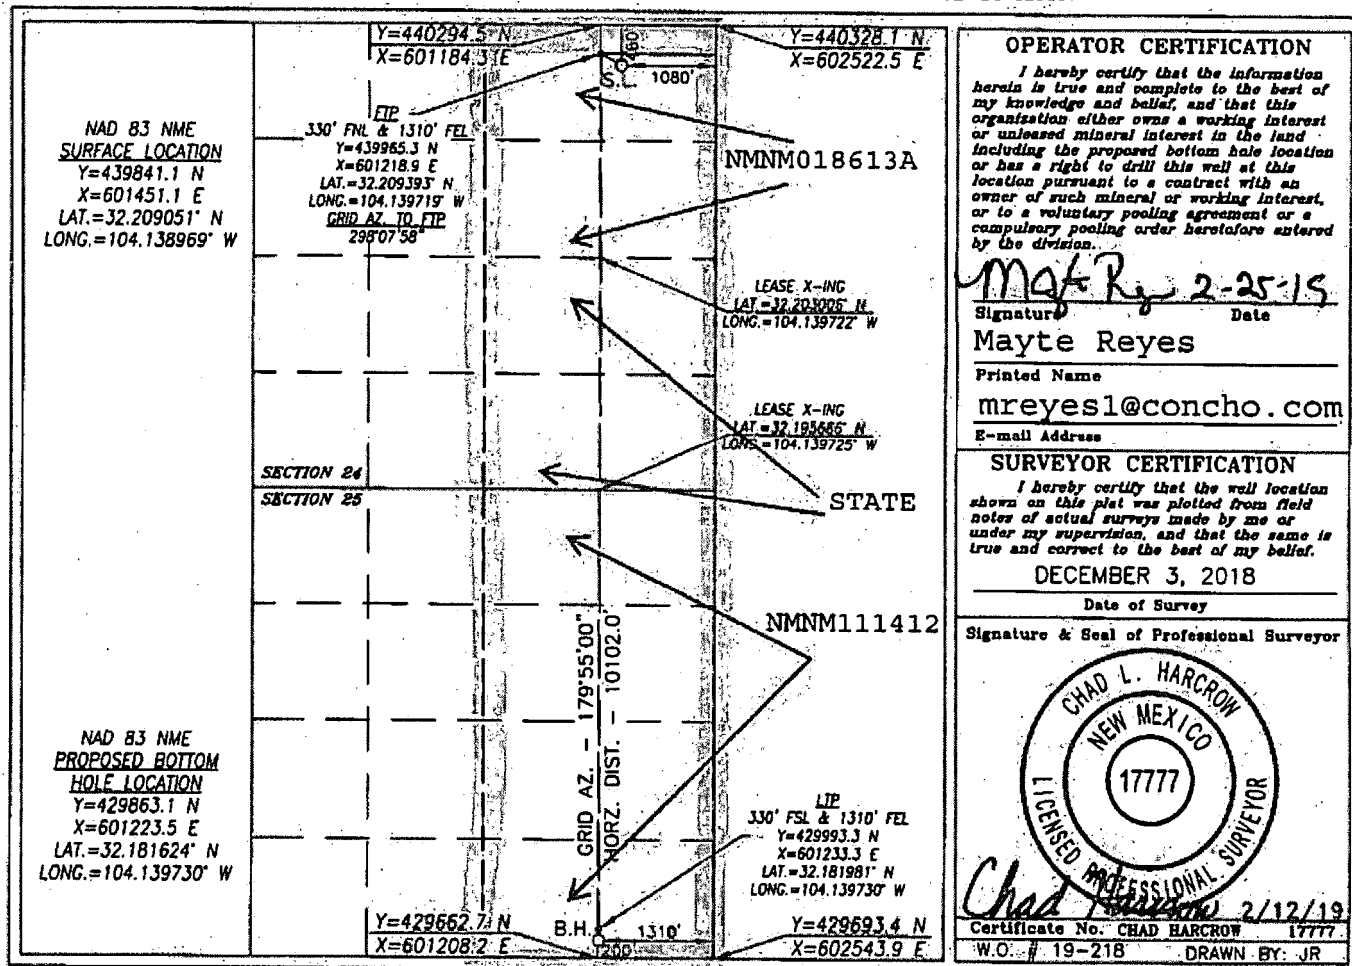 NAD 83 NME
SURFACE LOCATION
Y=439841.1 N
X=601451.1 E
LAT.=32.209051° N
LONG.=104.138969° W
NAD 83 NME
PROPOSED BOTTOM
HOLE LOCATION
Y=429863.1 N
X=601223.5 E
LAT.=32.181624° N
LONG.=104.139730° W
Y=440294.5 N
X=601184.3 E
480'
S.L.
1080'
Y=440328.1 N
X=602522.5 E
FTP
330' FNL & 1310' FEL
Y=439965.3 N
X=601218.9 E
LAT.=32.209393° N
LONG.=104.139719° W
GRID AZ. TO FTP
298°07'58"
NMNM018613A
LEASE X-ING
LAT.=32.203006° N
LONG.=104.139722° W
LEASE X-ING
LAT.=32.195666° N
LONG.=104.139725° W
SECTION 24
SECTION 25
STATE
NMNM111412
GRID AZ. - 179°55'00"
HORZ. DIST. - 10102.0'
LTP
330' FSL & 1310' FEL
Y=429993.3 N
X=601233.3 E
LAT.=32.181981° N
LONG.=104.139730° W
Y=429662.7 N
X=601208.2 E
B.H.
1310'
200'
Y=429693.4 N
X=602543.9 E
OPERATOR CERTIFICATION
I hereby certify that the information
herein is true and complete to the best of
my knowledge and belief, and that this
organization either owns a working interest
or unleased mineral interest in the land
including the proposed bottom hole location
or has a right to drill this well at this
location pursuant to a contract with an
owner of such mineral or working interest,
or to a voluntary pooling agreement or a
compulsory pooling order heretofore entered
by the division.
2-25-19
Signature Date
Mayte Reyes
Printed Name
mreyes1@concho.com
E-mail Address
SURVEYOR CERTIFICATION
I hereby certify that the well location
shown on this plat was plotted from field
notes of actual surveys made by me or
under my supervision, and that the same is
true and correct to the best of my belief.
DECEMBER 3, 2018
Date of Survey
Signature & Seal of Professional Surveyor
CHAD L. HARCROW
NEW MEXICO
17777
LICENSED PROFESSIONAL SURVEYOR
Chad Harcrow 2/12/19
Certificate No. CHAD HARCROW 17777
W.O. # 19-218 DRAWN BY: JR